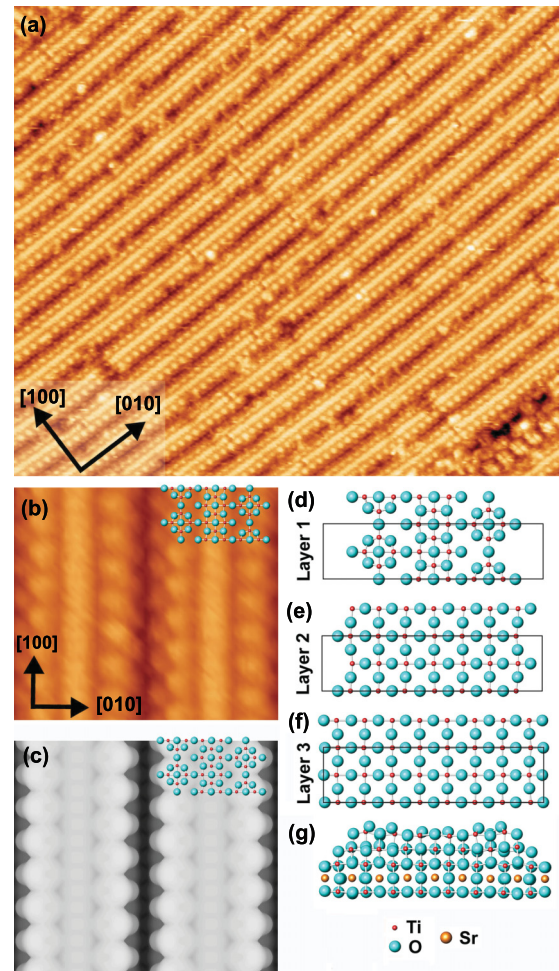 (a)
[100]
[010]
(b)
[100]
[010]
(c)
(d)
Layer 1
(e)
Layer 2
(f)
Layer 3
(g)
Ti
O
Sr